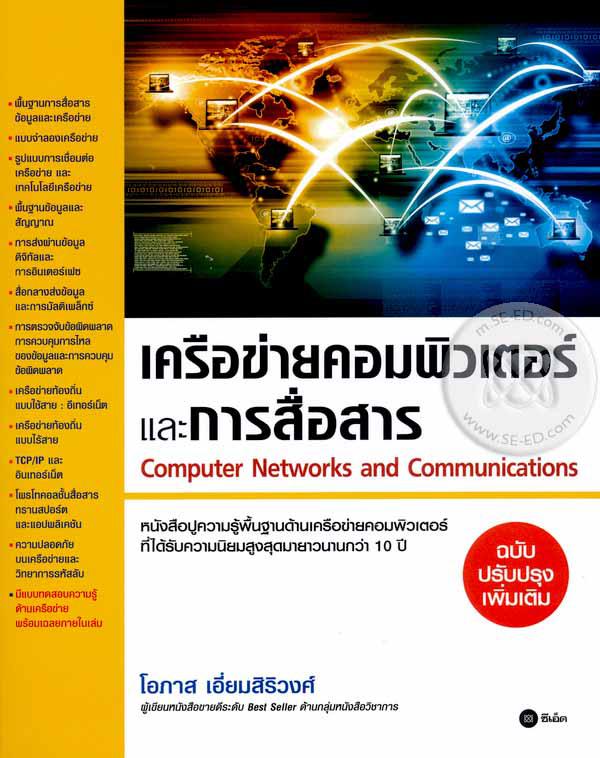 • พื้นฐานการสื่อสาร
ข้อมูลและเครือข่าย
• แบบจำลองเครือข่าย
• รูปแบบการเชื่อมต่อ
เครือข่าย และ
เทคโนโลยีเครือข่าย
• พื้นฐานข้อมูลและ
สัญญาณ
• การส่งผ่านข้อมูล
ดิจิทัลและ
การอินเตอร์เฟซ
• สื่อกลางส่งข้อมูล
และการมัลติเพล็กซ์
• การตรวจจับข้อผิดพลาด
การควบคุมการไหล
ของข้อมูลและการควบคุม
ข้อผิดพลาด
• เครือข่ายท้องถิ่น
แบบใช้สาย : อีเทอร์เน็ต
• เครือข่ายท้องถิ่น
แบบไร้สาย
• TCP/IP และ
อินเทอร์เน็ต
• โพรโทคอลชั้นสื่อสาร
ทรานสปอร์ต
และแอปพลิเคชัน
• ความปลอดภัย
บนเครือข่ายและ
วิทยาการรหัสลับ
• มีแบบทดสอบความรู้
ด้านเครือข่าย
พร้อมเฉลยภายในเล่ม
เครือข่ายคอมพิวเตอร์
และการสื่อสาร
Computer Networks and Communications
m.SE-ED.com
www.SE-ED.com
หนังสือปูความรู้พื้นฐานด้านเครือข่ายคอมพิวเตอร์
ที่ได้รับความนิยมสูงสุดมายาวนานกว่า 10 ปี
ฉบับ
ปรับปรุง
เพิ่มเติม
โอภาส เอี่ยมสิริวงศ์
ผู้เขียนหนังสือขายดีระดับ Best Seller ด้านกลุ่มหนังสือวิชาการ
ซีเอ็ด